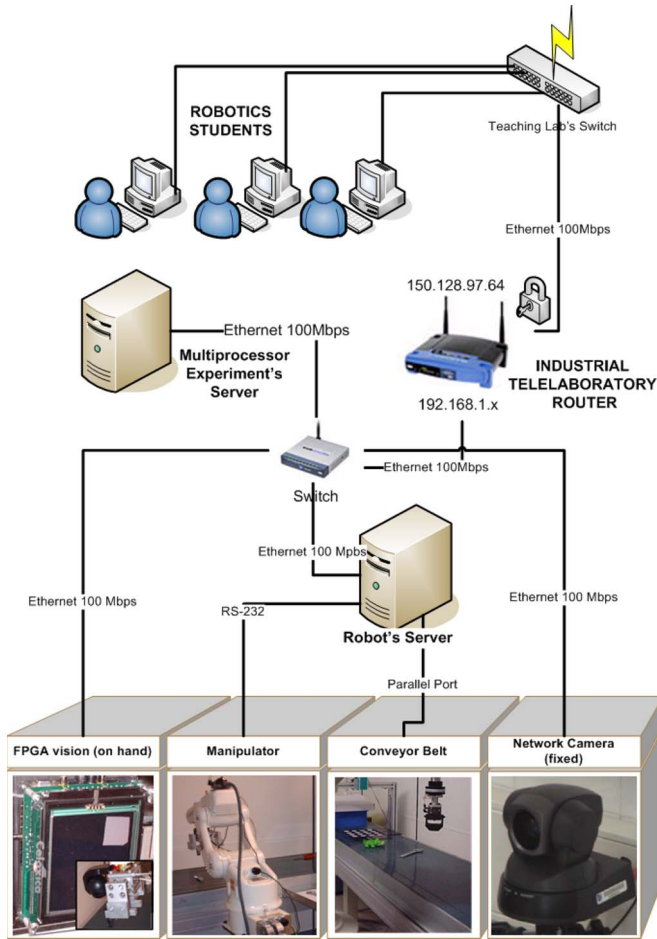 ROBOTICS
STUDENTS
Teaching Lab's Switch
Ethernet 100Mbps
150.128.97.64
INDUSTRIAL
TELELABORATORY
ROUTER
192.168.1.x
Ethernet 100Mbps
Multiprocessor
Experiment's
Server
Ethernet 100Mbps
Switch
Ethernet 100 Mpbs
Ethernet 100 Mbps
Ethernet 100 Mbps
RS-232
Robot's Server
Parallel Port
FPGA vision (on hand)
Manipulator
Conveyor Belt
Network Camera
(fixed)